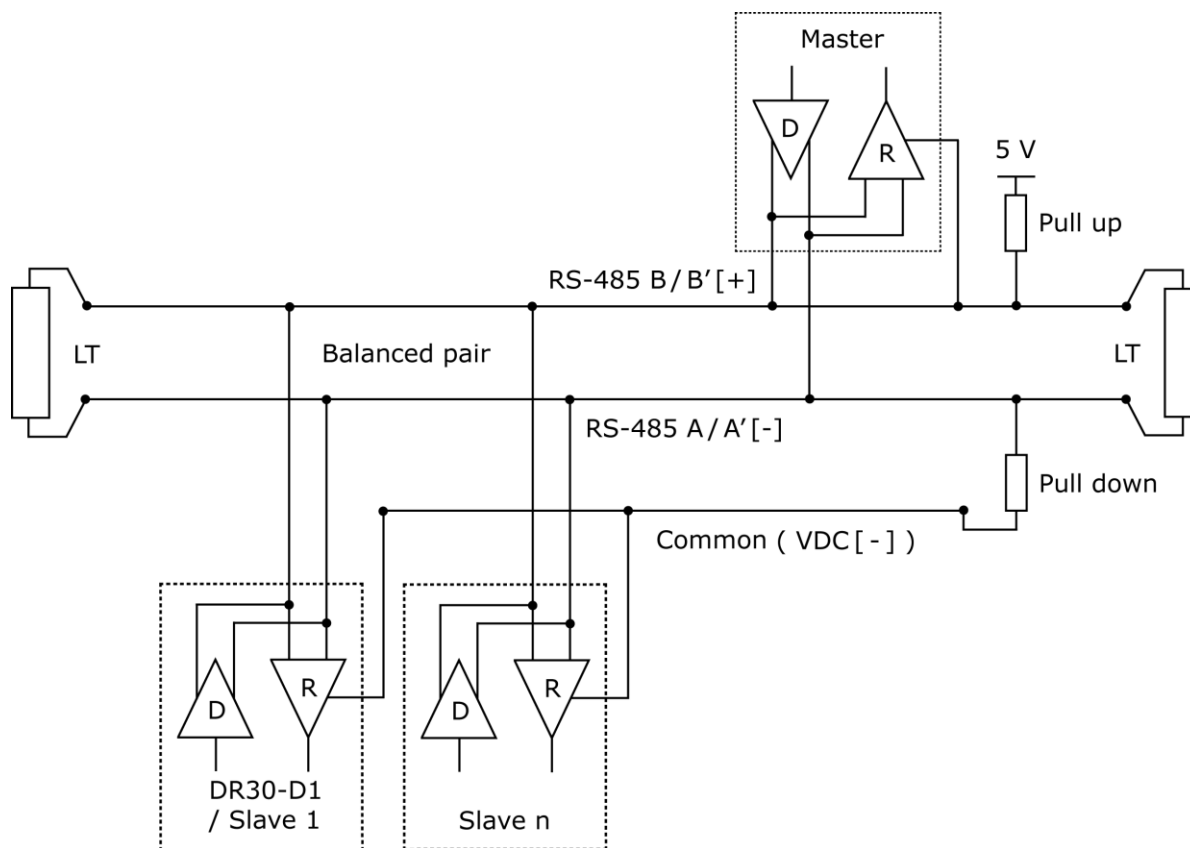 Master
D
R
5 V
Pull up
RS-485 B/B′[+]
LT
Balanced pair
LT
RS-485 A/A′[-]
Pull down
Common ( VDC[-] )
D
R
D
R
DR30-D1
/ Slave 1
Slave n